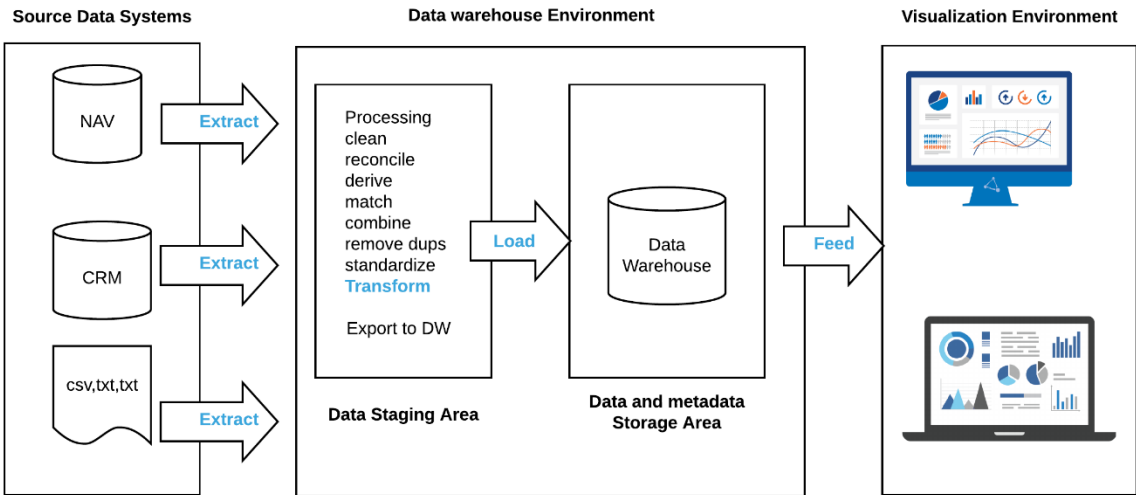 Source Data Systems
Data warehouse Environment
Visualization Environment
NAV
Extract
CRM
Extract
csv,txt,txt
Extract
Processing
clean
reconcile
derive
match
combine
remove dups
standardize
Transform
Export to DW
Data Staging Area
Load
Data
Warehouse
Data and metadata
Storage Area
Feed